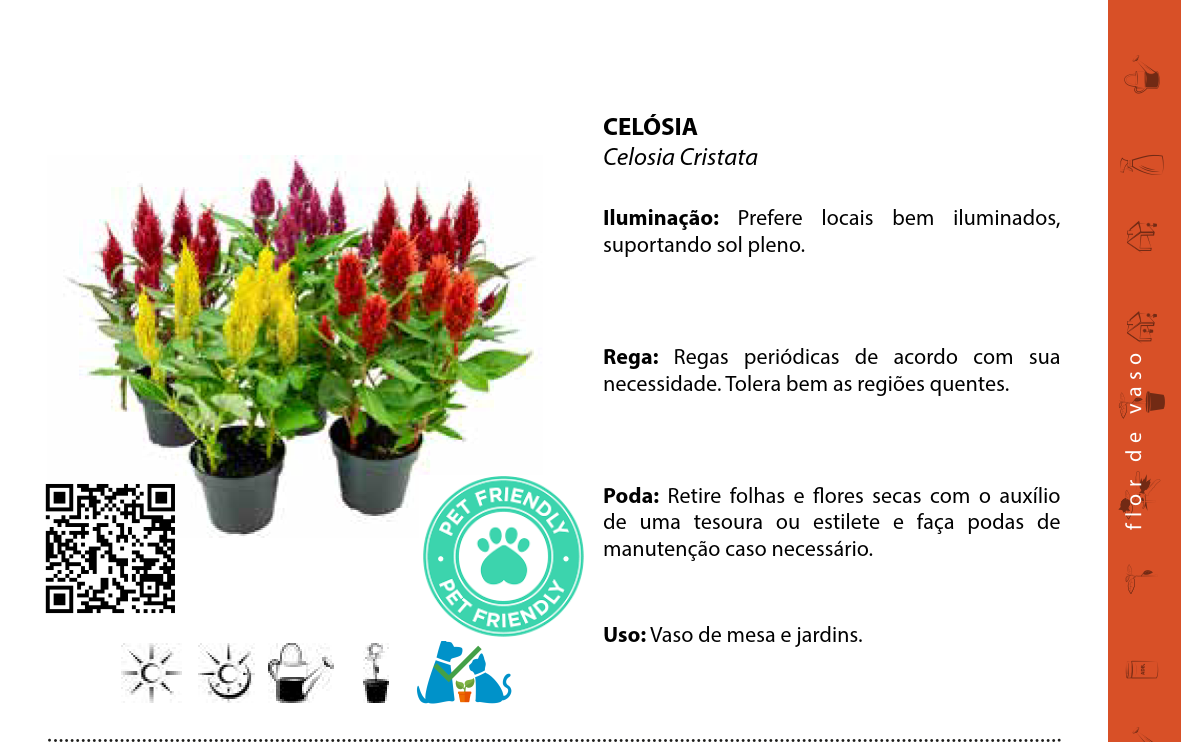 CELÓSIA
Celosia Cristata
Iluminação: Prefere locais bem iluminados,
suportando sol pleno.
Rega: Regas periódicas de acordo com sua
necessidade. Tolera bem as regiões quentes.
Poda: Retire folhas e flores secas com o auxílio
de uma tesoura ou estilete e faça podas de
manutenção caso necessário.
Uso: Vaso de mesa e jardins.
PET FRIENDLY
PET FRIENDLY
flor de vaso